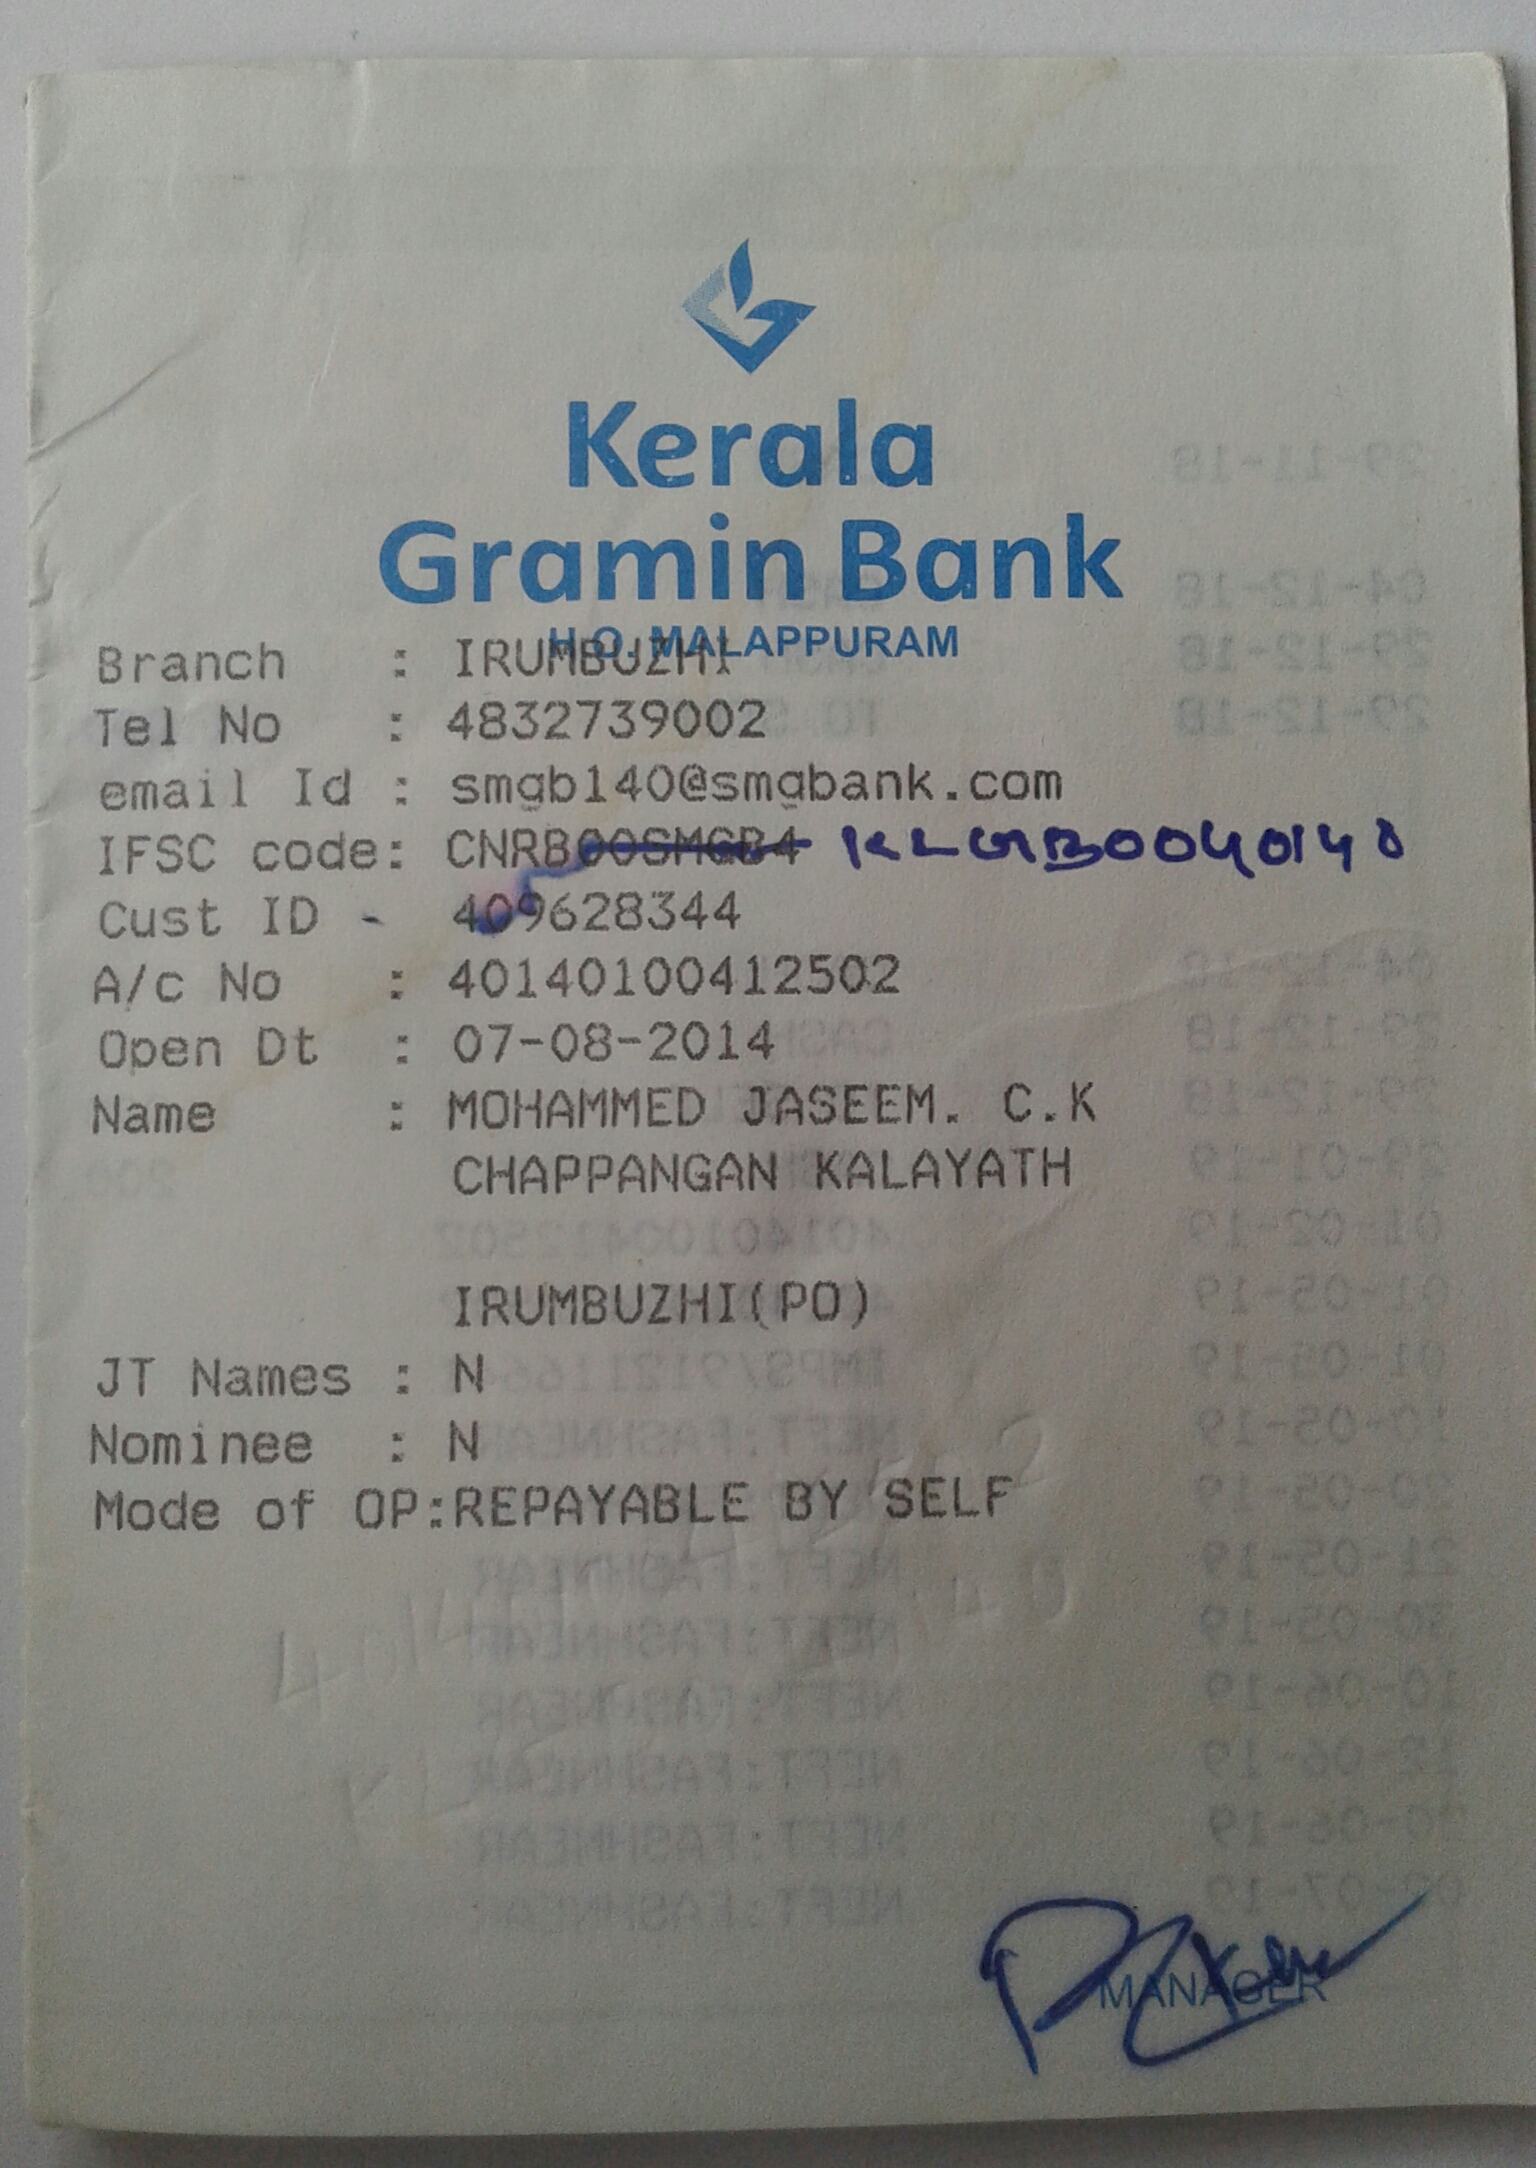 Kerala
Gramin Bank
H.O. MALAPPURAM
Branch : IRUMBUZHI
Tel No : 4832739002
email Id : smgb140@smgbank.com
IFSC code: CNRB00SMGB4 KLGB0040140
Cust ID - 409628344
A/c No : 40140100412502
Open Dt : 07-08-2014
Name : MOHAMMED JASEEM. C.K
CHAPPANGAN KALAYATH
IRUMBUZHI(PO)
JT Names : N
Nominee : N
Mode of OP:REPAYABLE BY SELF
MANAGER